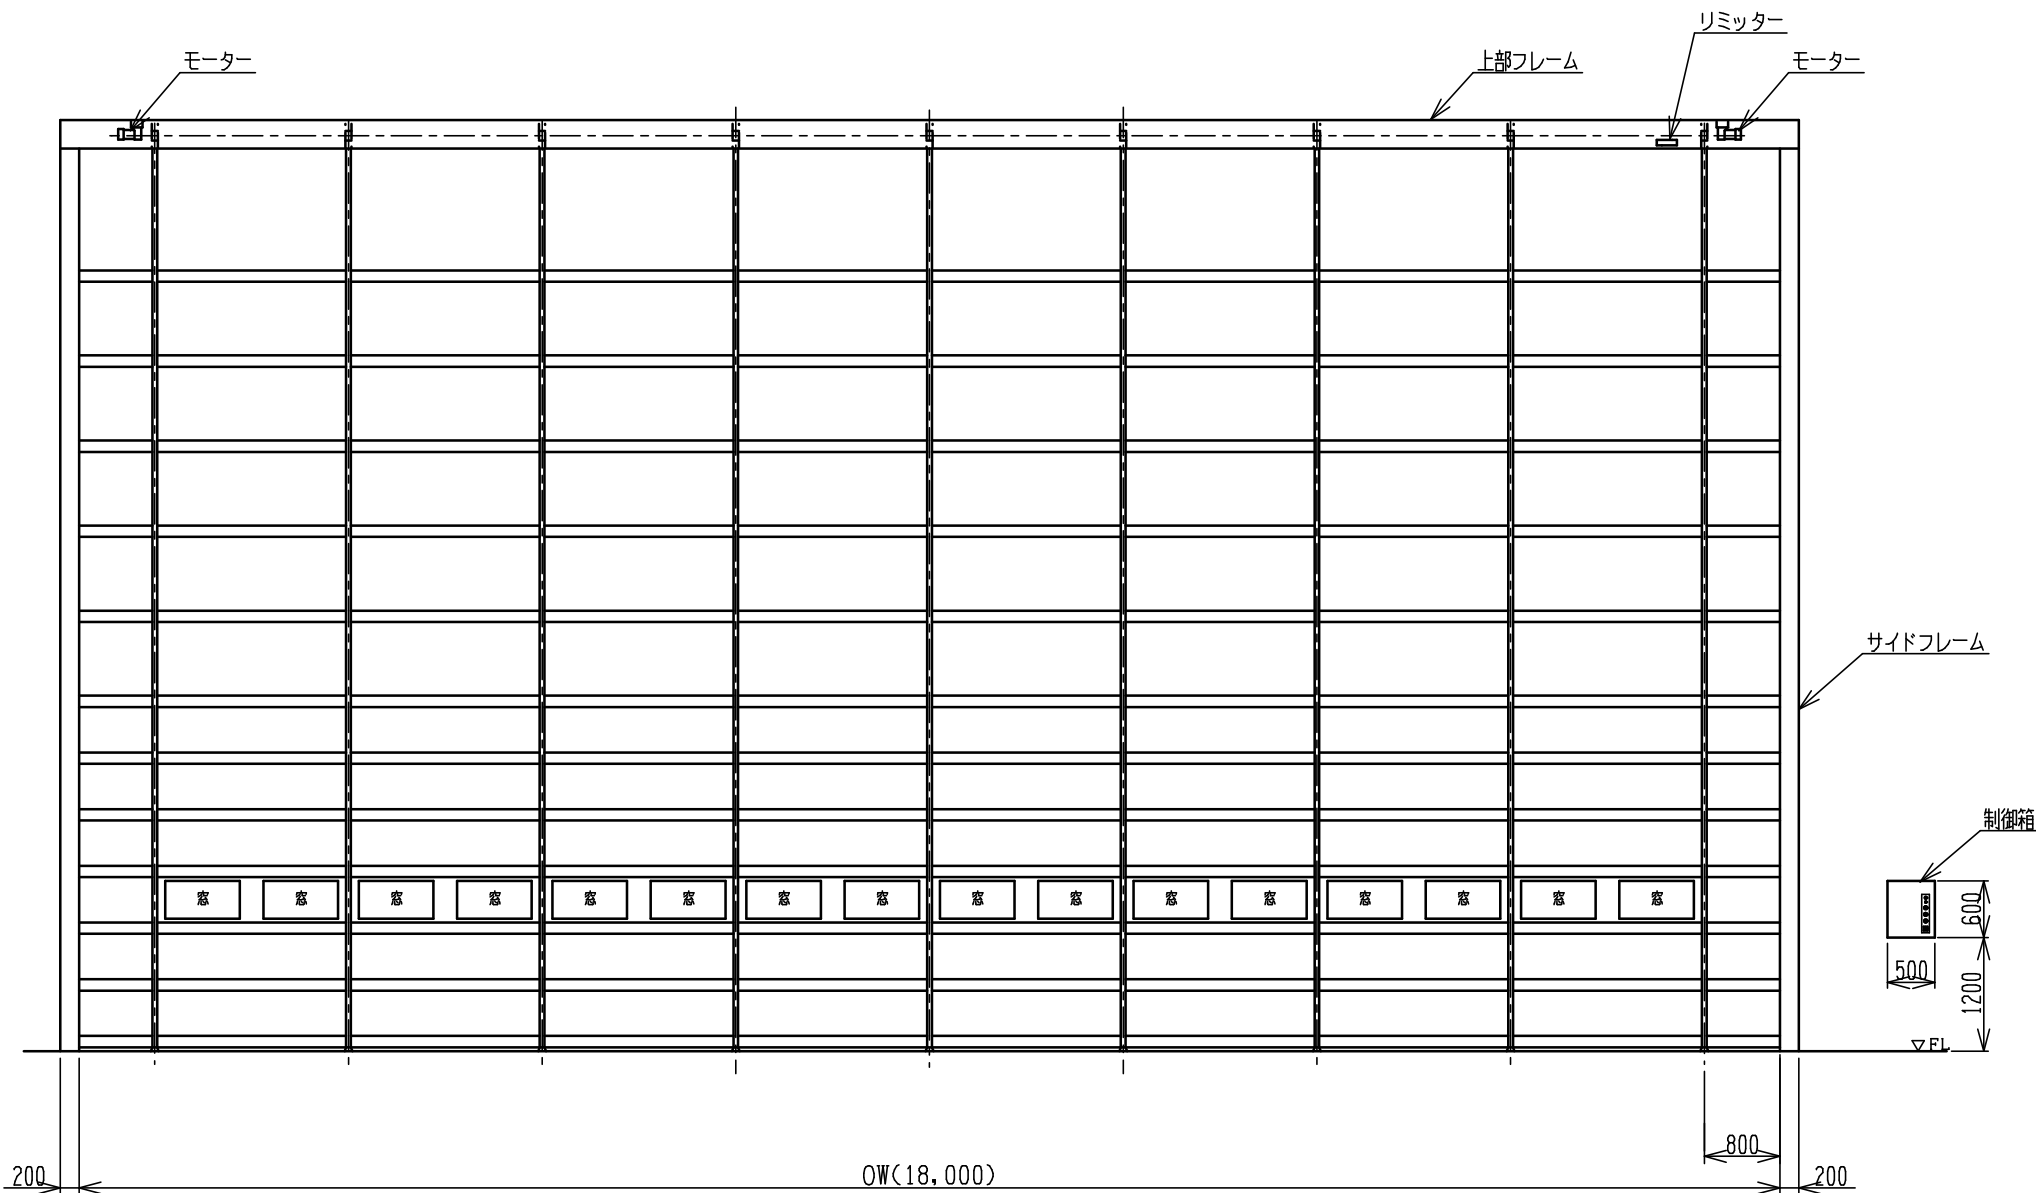 リミッター
モーター
上部フレーム
モーター
サイドフレーム
制御箱
窓 窓 窓 窓 窓 窓 窓 窓 窓 窓 窓 窓 窓 窓 窓 窓
600
500
1200
▽ FL
800
200
OW(18,000)
200